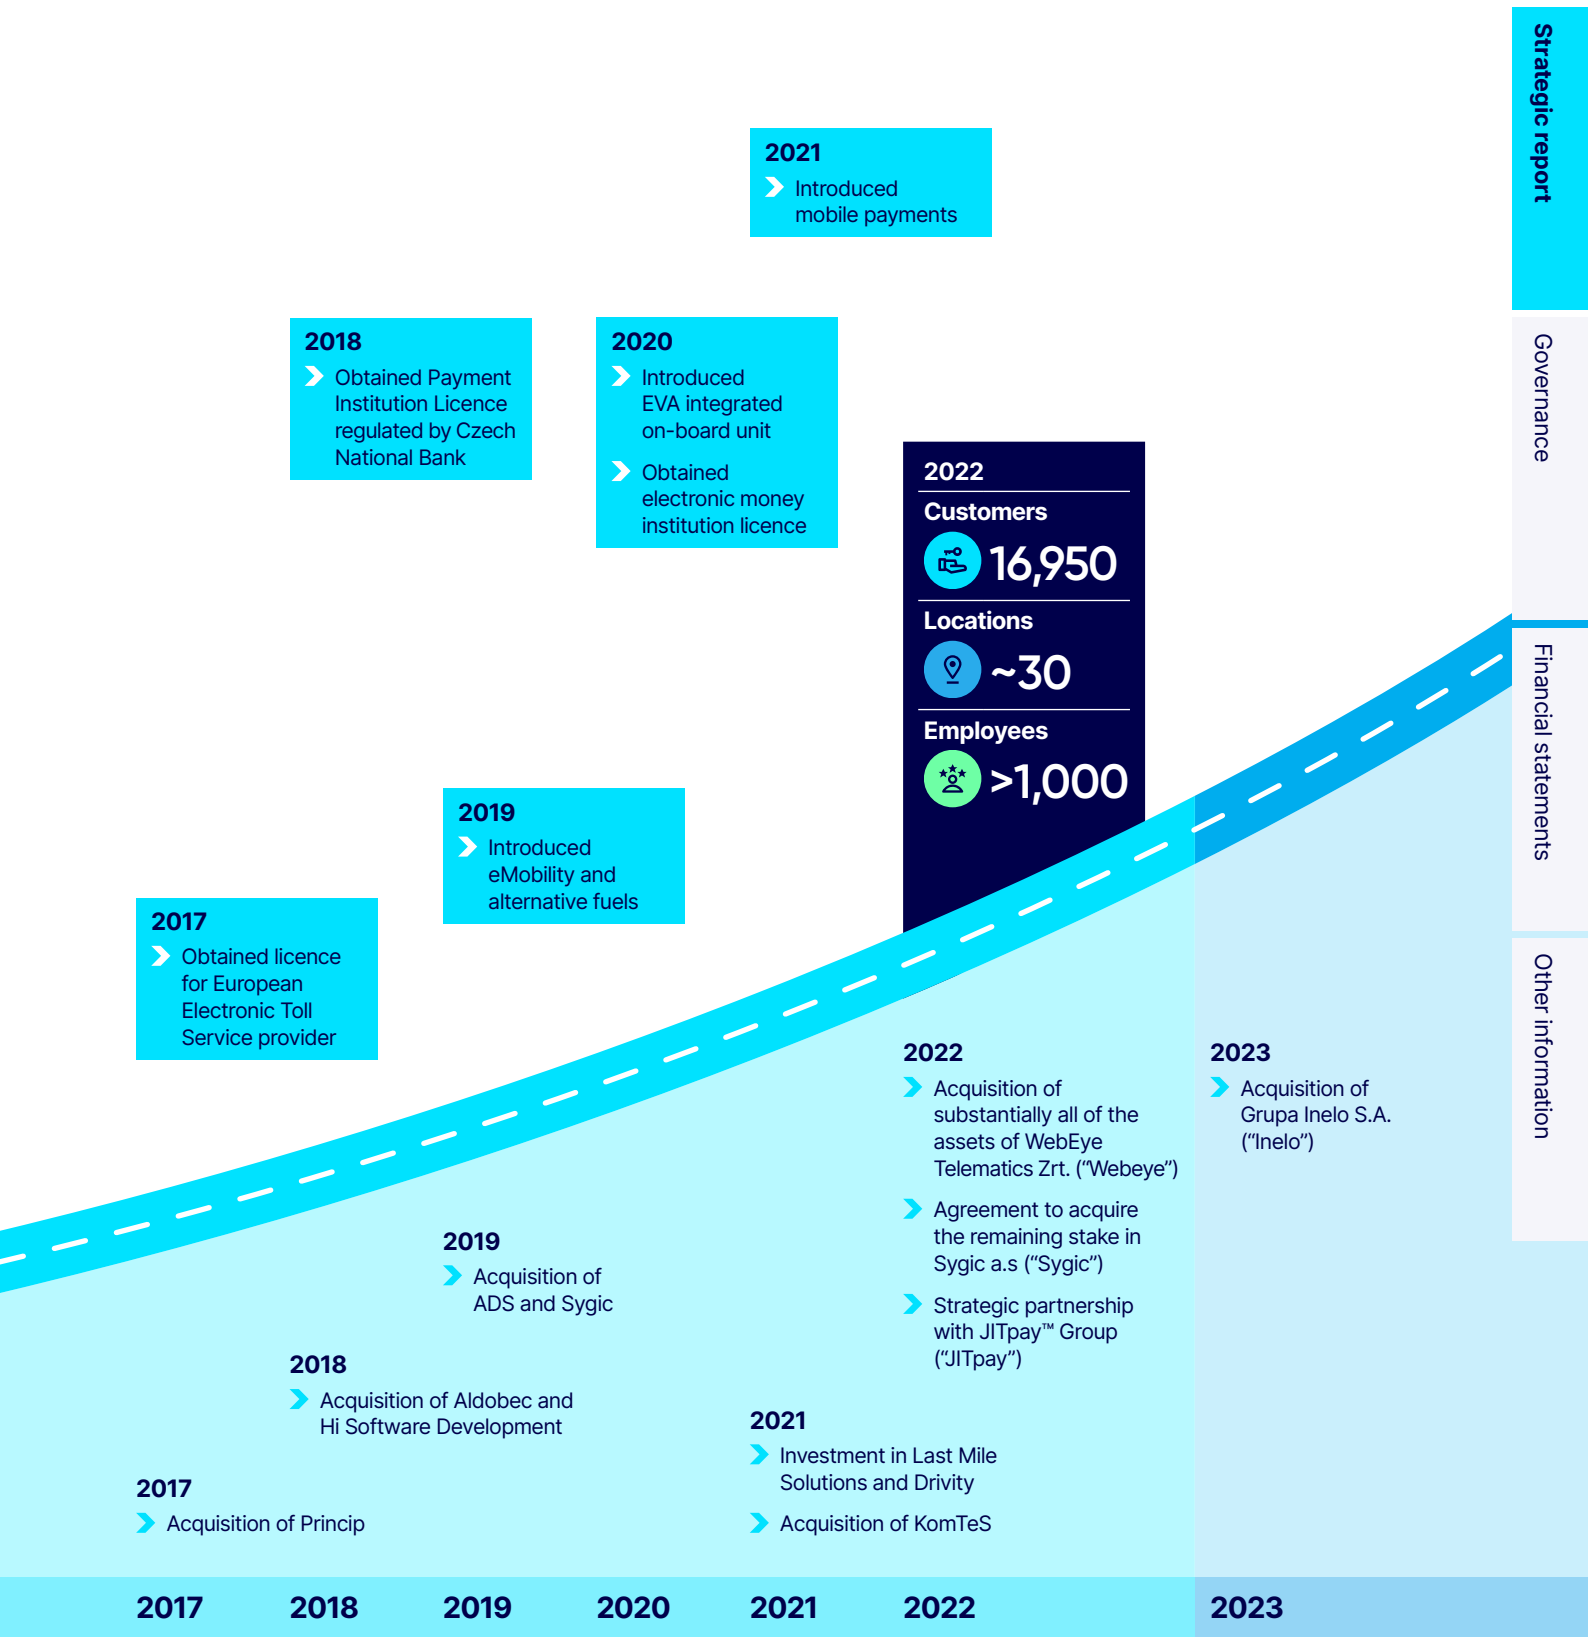 Strategic report
Governance
Financial statements
Other information
2021
Introduced
mobile payments
2018
Obtained Payment
Institution Licence
regulated by Czech
National Bank
2020
Introduced
EVA integrated
on-board unit
Obtained
electronic money
institution licence
2022
Customers
16,950
Locations
~30
Employees
>1,000
2019
Introduced
eMobility and
alternative fuels
2017
Obtained licence
for European
Electronic Toll
Service provider
2022
Acquisition of
substantially all of the
assets of WebEye
Telematics Zrt. (“Webeye”)
Agreement to acquire
the remaining stake in
Sygic a.s (“Sygic”)
Strategic partnership
with JITpay™ Group
(“JITpay”)
2023
Acquisition of
Grupa Inelo S.A.
(“Inelo”)
2019
Acquisition of
ADS and Sygic
2018
Acquisition of Aldobec and
Hi Software Development
2021
Investment in Last Mile
Solutions and Drivity
Acquisition of KomTeS
2017
Acquisition of Princip
2017 2018 2019 2020 2021 2022 2023